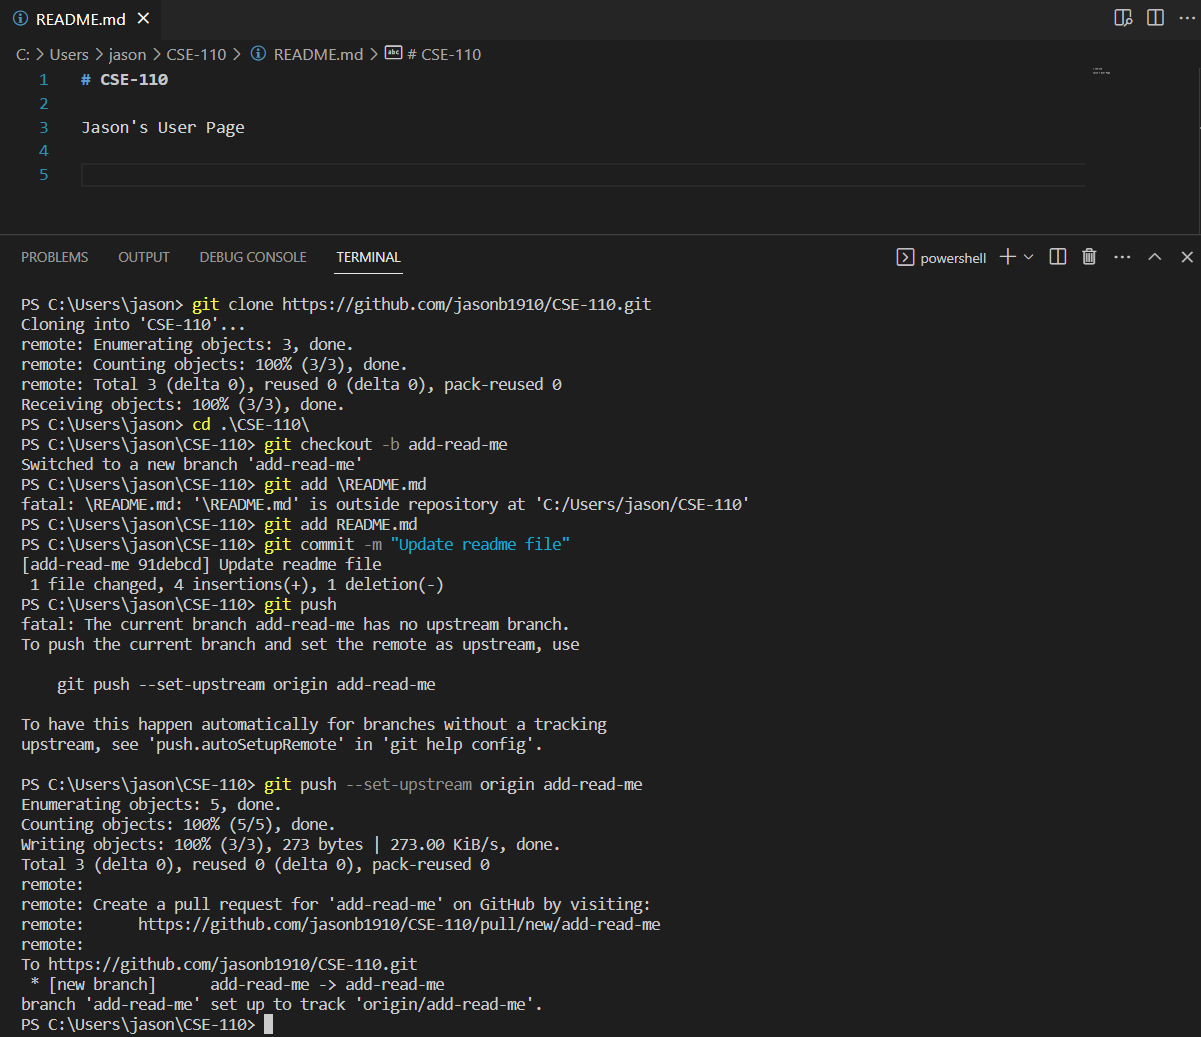 README.md
C: > Users > jason > CSE-110 > README.md > # CSE-110
1 # CSE-110
2
3 Jason's User Page
4
5
PROBLEMS OUTPUT DEBUG CONSOLE TERMINAL powershell
PS C:\Users\jason> git clone https://github.com/jasonb1910/CSE-110.git
Cloning into 'CSE-110'...
remote: Enumerating objects: 3, done.
remote: Counting objects: 100% (3/3), done.
remote: Total 3 (delta 0), reused 0 (delta 0), pack-reused 0
Receiving objects: 100% (3/3), done.
PS C:\Users\jason> cd .\CSE-110\
PS C:\Users\jason\CSE-110> git checkout -b add-read-me
Switched to a new branch 'add-read-me'
PS C:\Users\jason\CSE-110> git add \README.md
fatal: \README.md: '\README.md' is outside repository at 'C:/Users/jason/CSE-110'
PS C:\Users\jason\CSE-110> git add README.md
PS C:\Users\jason\CSE-110> git commit -m "Update readme file"
[add-read-me 91debcd] Update readme file
 1 file changed, 4 insertions(+), 1 deletion(-)
PS C:\Users\jason\CSE-110> git push
fatal: The current branch add-read-me has no upstream branch.
To push the current branch and set the remote as upstream, use
    git push --set-upstream origin add-read-me
To have this happen automatically for branches without a tracking
upstream, see 'push.autoSetupRemote' in 'git help config'.
PS C:\Users\jason\CSE-110> git push --set-upstream origin add-read-me
Enumerating objects: 5, done.
Counting objects: 100% (5/5), done.
Writing objects: 100% (3/3), 273 bytes | 273.00 KiB/s, done.
Total 3 (delta 0), reused 0 (delta 0), pack-reused 0
remote:
remote: Create a pull request for 'add-read-me' on GitHub by visiting:
remote:      https://github.com/jasonb1910/CSE-110/pull/new/add-read-me
remote:
To https://github.com/jasonb1910/CSE-110.git
 * [new branch]      add-read-me -> add-read-me
branch 'add-read-me' set up to track 'origin/add-read-me'.
PS C:\Users\jason\CSE-110>